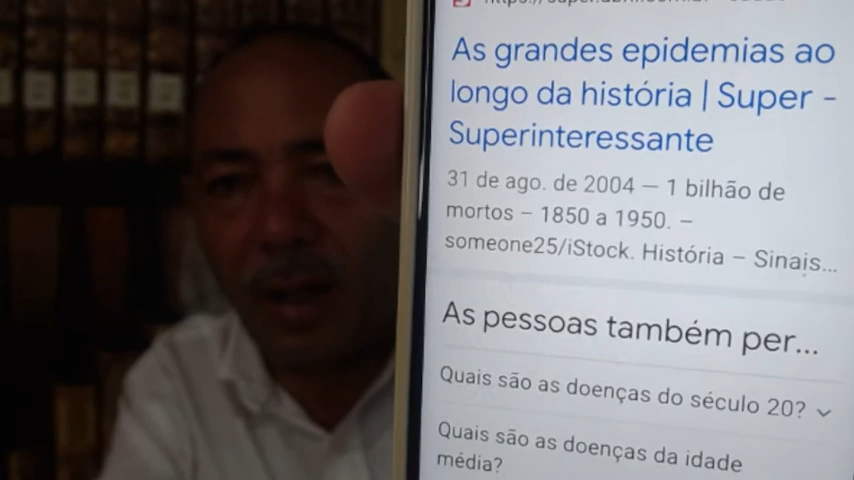 As grandes epidemias ao
longo da história | Super -
Superinteressante
31 de ago. de 2004 — 1 bilhão de
mortos – 1850 a 1950. –
someone25/iStock. História – Sinais...
As pessoas também per...
Quais são as doenças do século 20?
Quais são as doenças da idade
média?